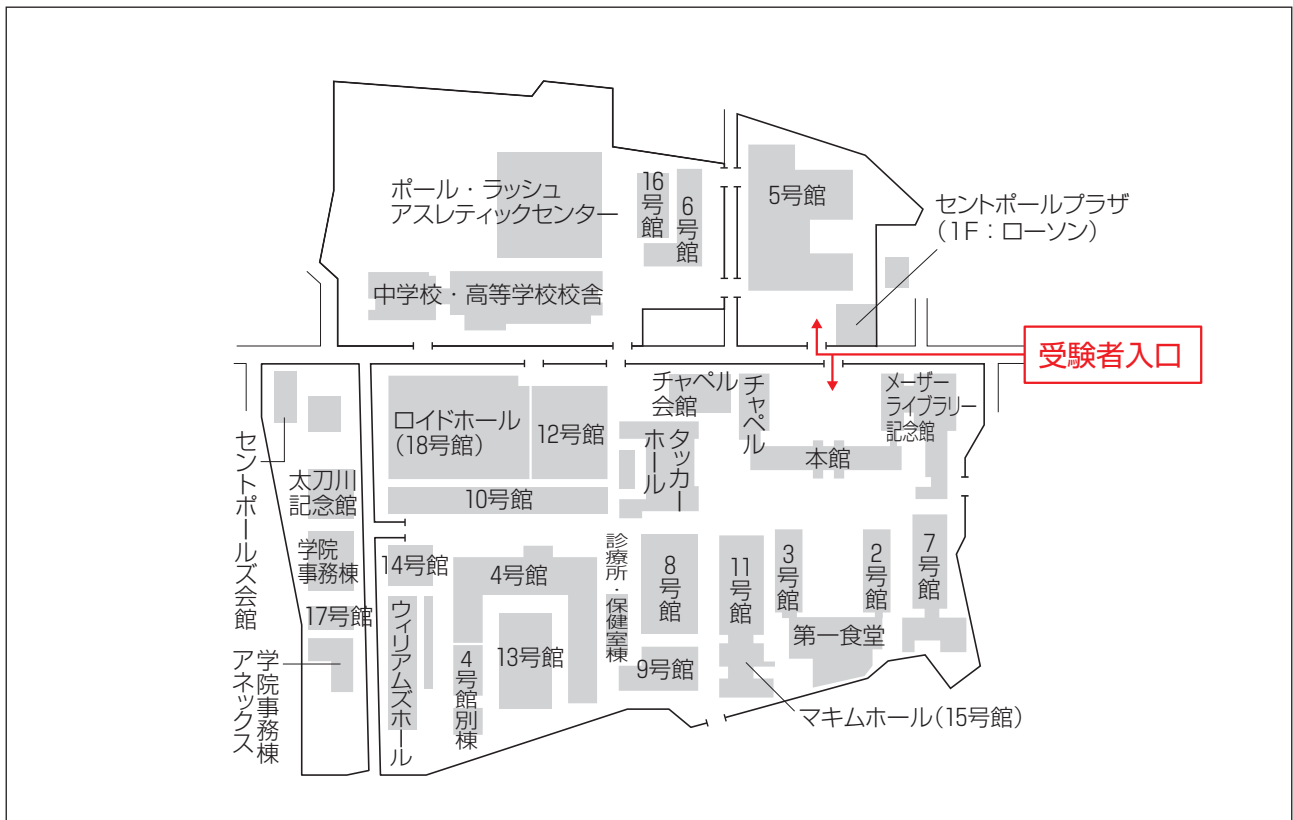 ポール・ラッシュ
アスレティックセンター
16号館
6号館
5号館
セントポールプラザ
(1F：ローソン)
中学校・高等学校校舎
受験者入口
チャペル
会館
チャペル
メーザー
ライブラリー
記念館
ロイドホール
(18号館)
12号館
タッカー
ホール
本館
10号館
セントポールズ会館
太刀川
記念館
学院
事務棟
17号館
学院事務棟
アネックス
14号館
ウィリアムズホール
4号館
4号館別棟
13号館
診療所・保健室棟
8号館
9号館
11号館
3号館
2号館
7号館
第一食堂
マキムホール(15号館)